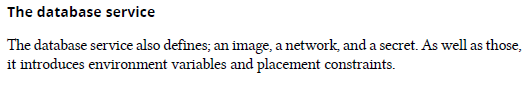 The database service
The database service also defines; an image, a network, and a secret. As well as those,
it introduces environment variables and placement constraints.